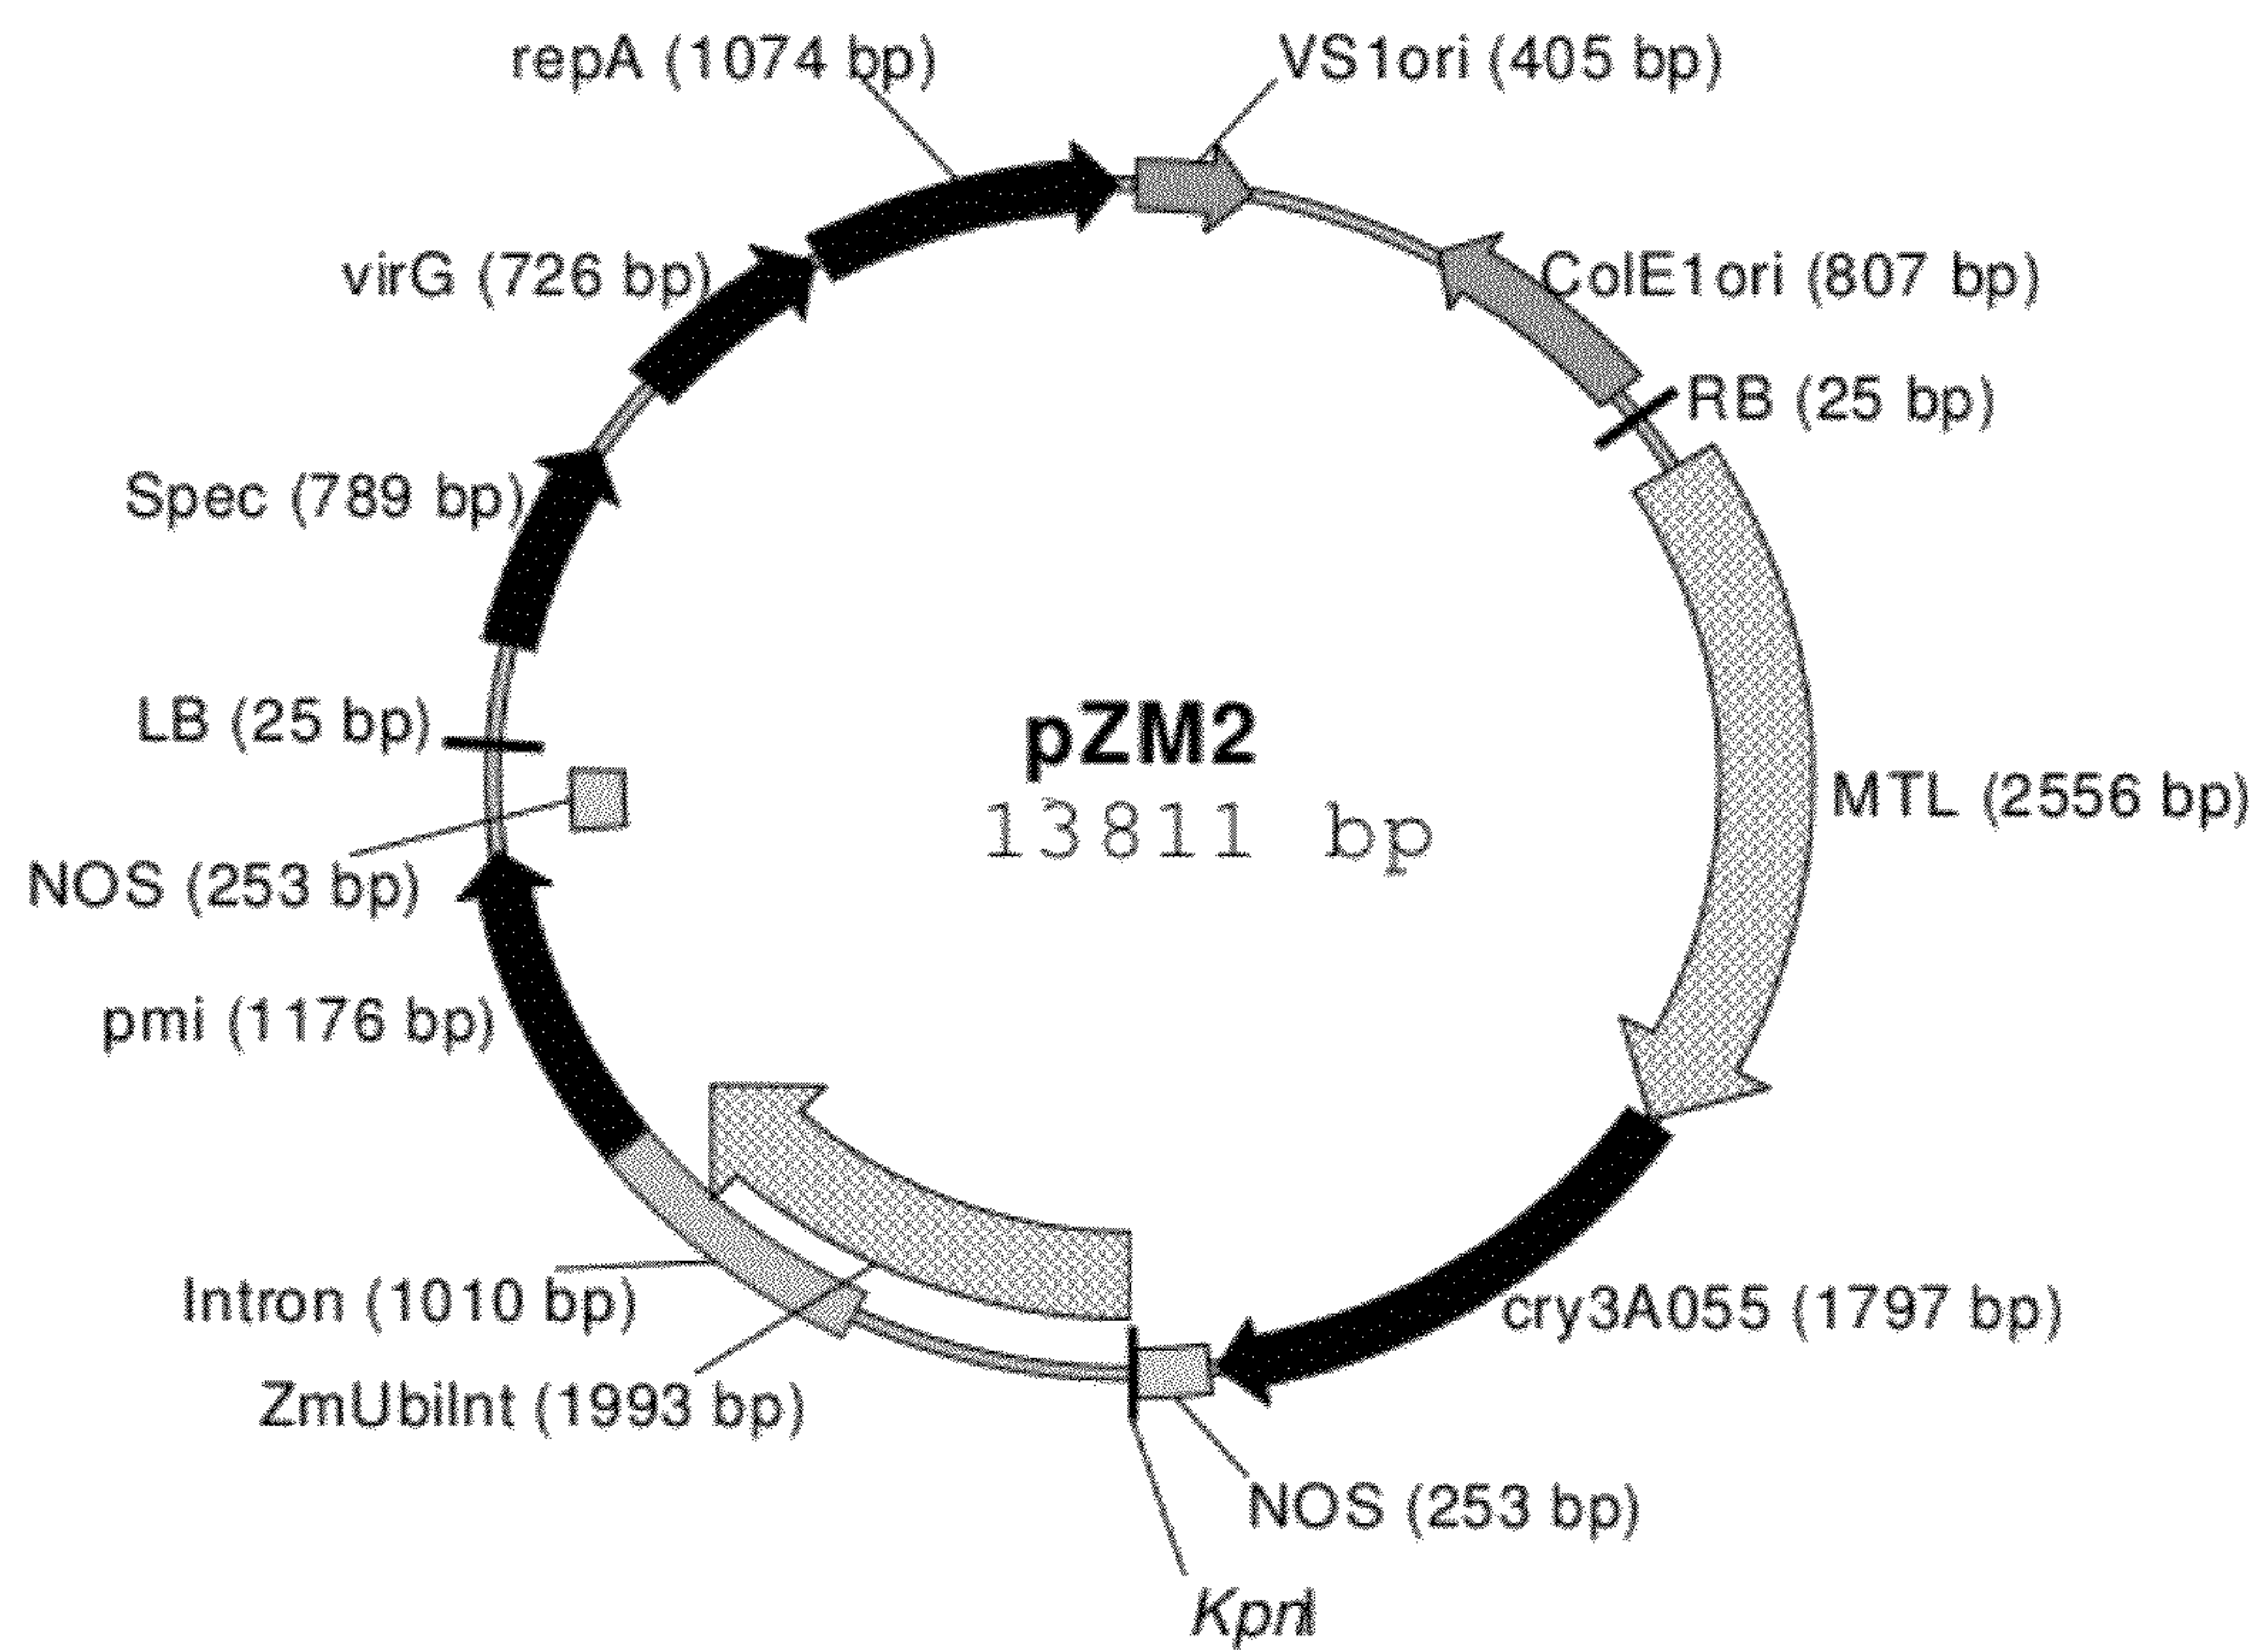 repA (1074 bp)
VS1ori (405 bp)
virG (726 bp)
ColE1ori (807 bp)
RB (25 bp)
Spec (789 bp)
LB (25 bp)
pZM2
13811 bp
MTL (2556 bp)
NOS (253 bp)
pmi (1176 bp)
Intron (1010 bp)
cry3A055 (1797 bp)
ZmUbiInt (1993 bp)
NOS (253 bp)
KpnI